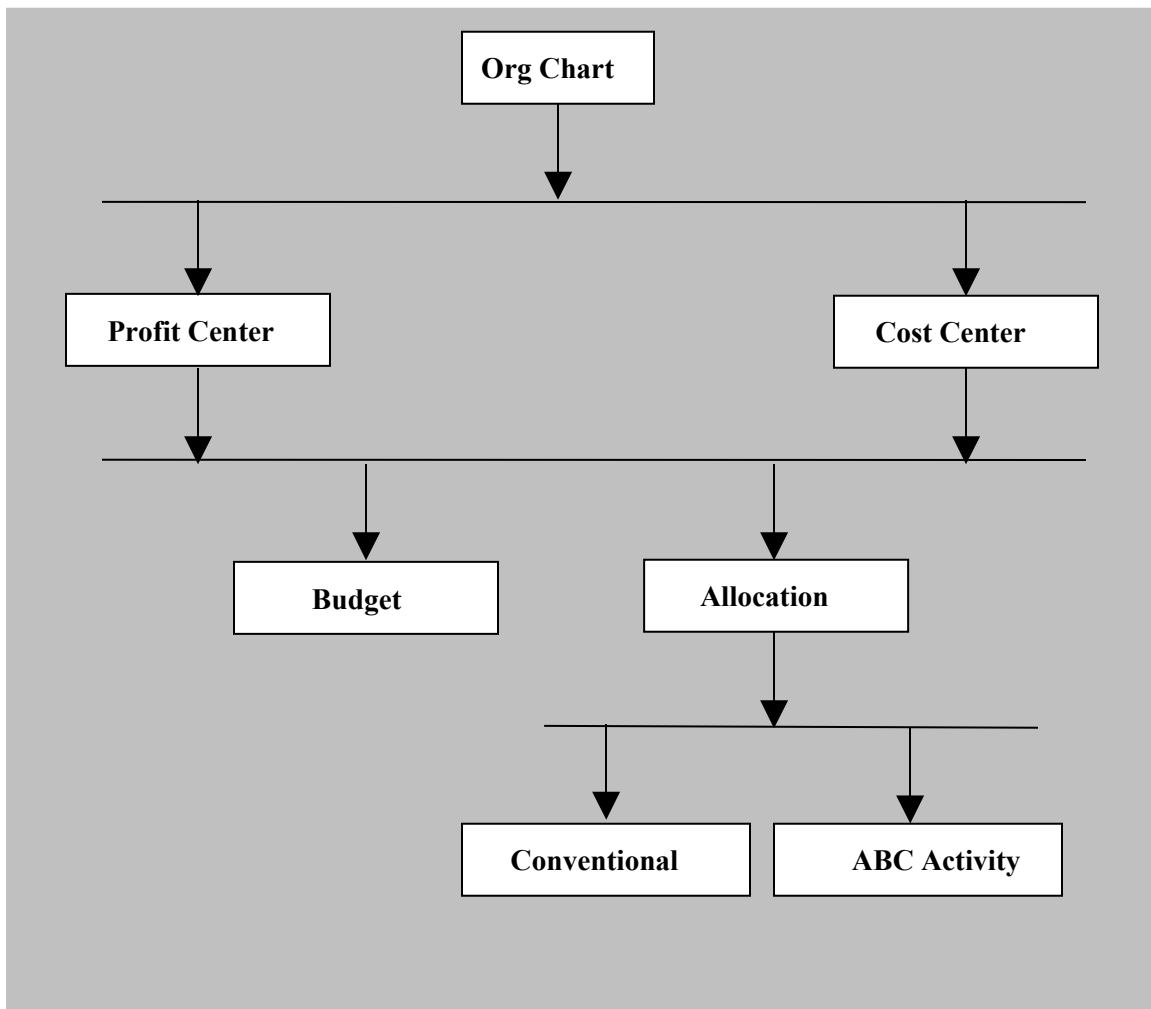 Org Chart
Profit Center
Cost Center
Budget
Allocation
Conventional
ABC Activity